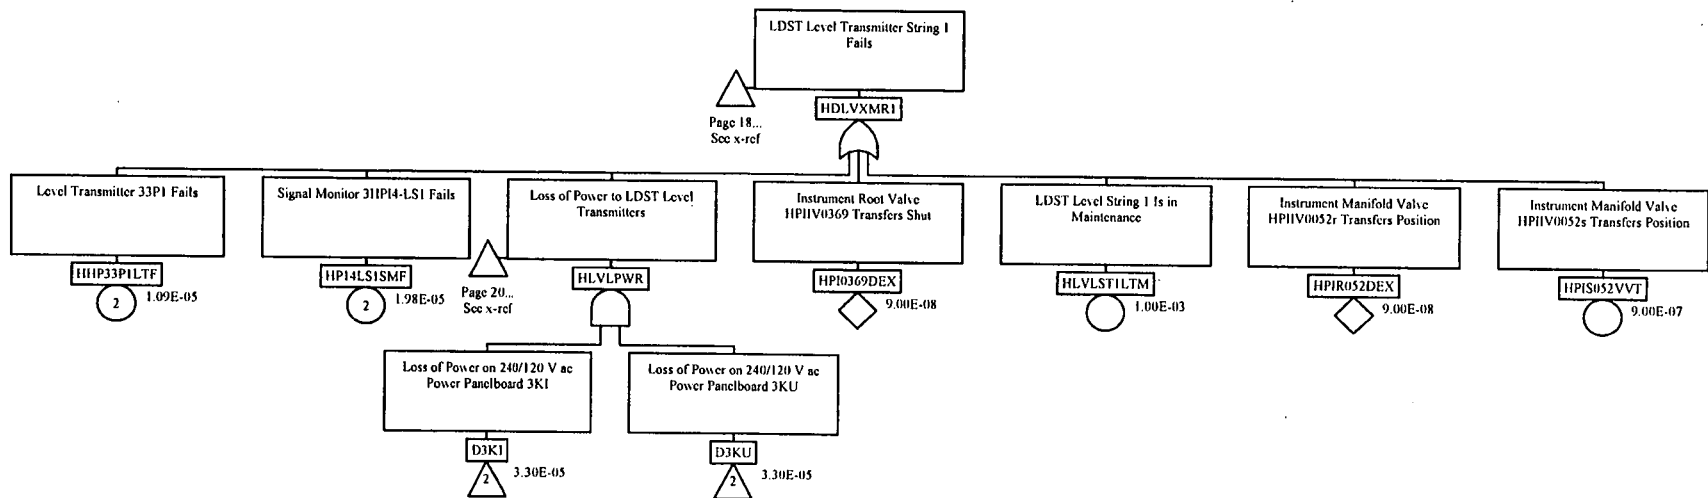 LDST Level Transmitter String 1
Fails
HDLVXMR1
Page 18...
See x-ref
Level Transmitter 33P1 Fails
HHP33P1LTF
2
1.09E-05
Signal Monitor 3HPI4-LS1 Fails
HP14LS1SMF
2
1.98E-05
Loss of Power to LDST Level
Transmitters
HLVLPWR
Page 20...
See x-ref
Instrument Root Valve
HPIIV0369 Transfers Shut
HPI0369DEX
9.00E-08
LDST Level String 1 Is in
Maintenance
HLVLST1LTM
1.00E-03
Instrument Manifold Valve
HPIIV0052r Transfers Position
HPIR052DEX
9.00E-08
Instrument Manifold Valve
HPIIV0052s Transfers Position
HPIS052VVT
9.00E-07
Loss of Power on 240/120 V ac
Power Panelboard 3KI
D3KI
2
3.30E-05
Loss of Power on 240/120 V ac
Power Panelboard 3KU
D3KU
2
3.30E-05